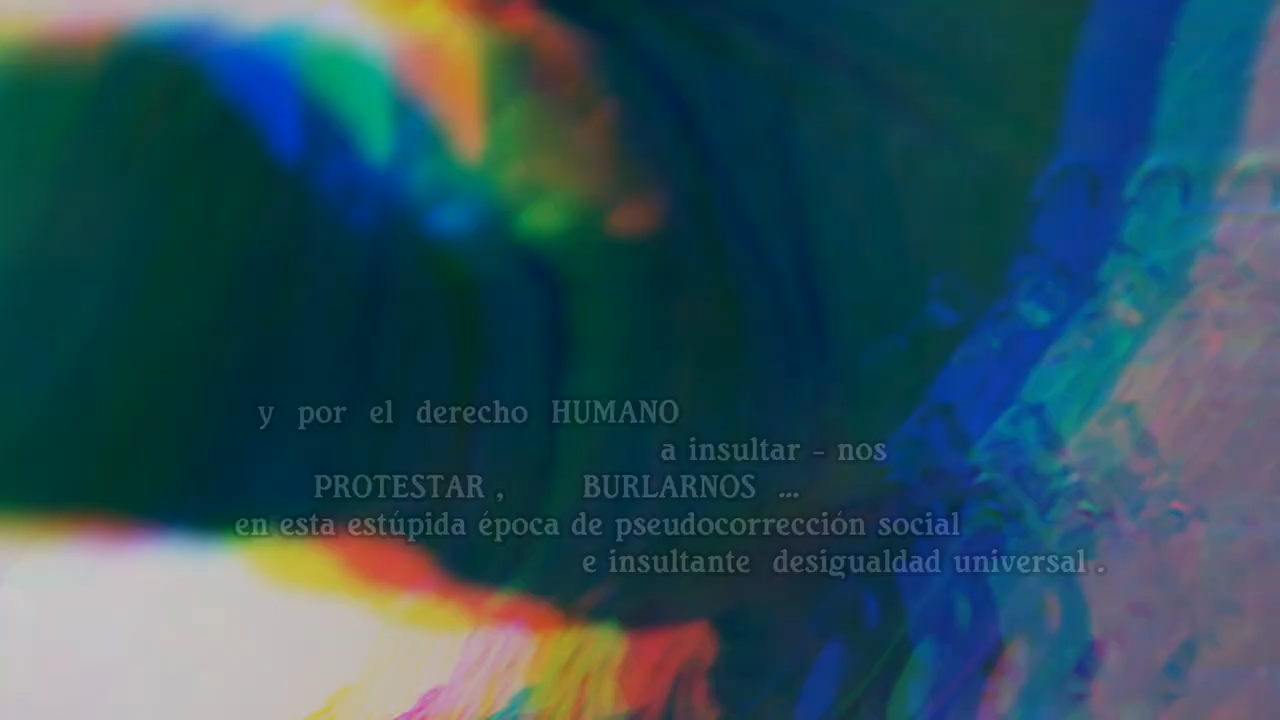 y por el derecho HUMANO
a insultar - nos
PROTESTAR , BURLARNOS ...
en esta estúpida época de pseudocorrección social
e insultante desigualdad universal .